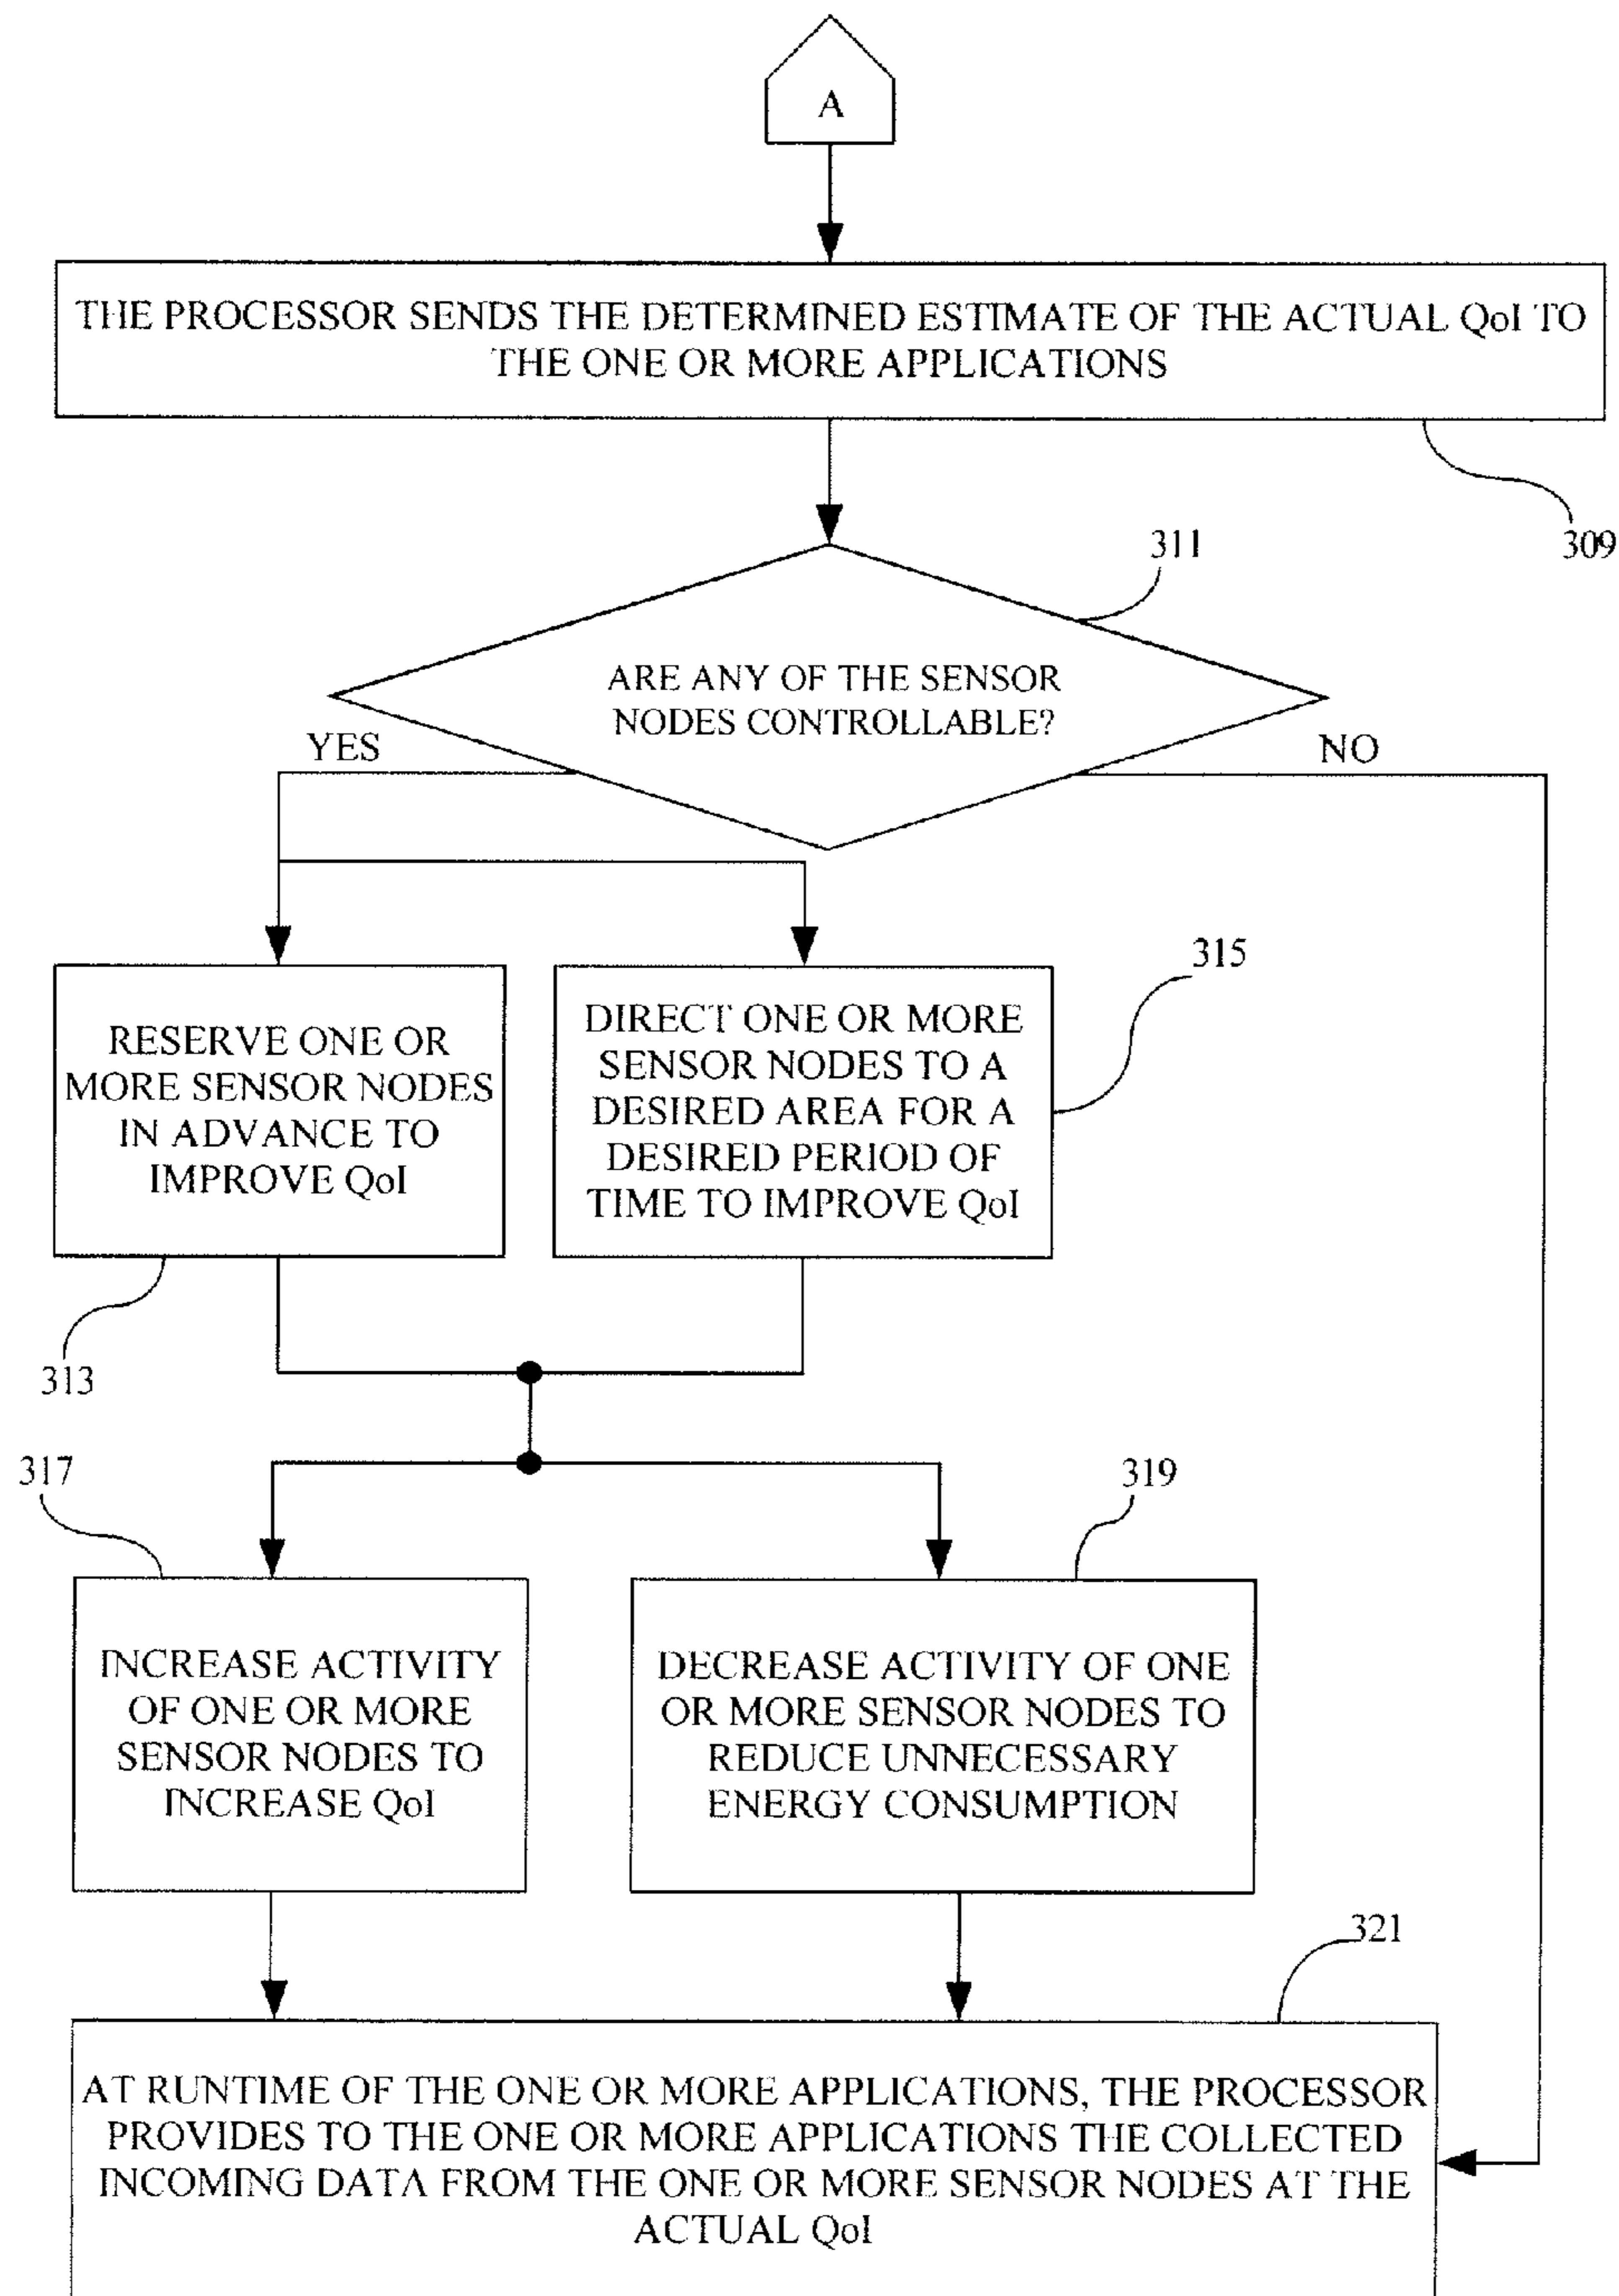 A
THE PROCESSOR SENDS THE DETERMINED ESTIMATE OF THE ACTUAL QoI TO
THE ONE OR MORE APPLICATIONS
309
311
ARE ANY OF THE SENSOR
NODES CONTROLLABLE?
YES
NO
RESERVE ONE OR
MORE SENSOR NODES
IN ADVANCE TO
IMPROVE QoI
313
DIRECT ONE OR MORE
SENSOR NODES TO A
DESIRED AREA FOR A
DESIRED PERIOD OF
TIME TO IMPROVE QoI
315
317
INCREASE ACTIVITY
OF ONE OR MORE
SENSOR NODES TO
INCREASE QoI
319
DECREASE ACTIVITY OF ONE
OR MORE SENSOR NODES TO
REDUCE UNNECESSARY
ENERGY CONSUMPTION
321
AT RUNTIME OF THE ONE OR MORE APPLICATIONS, THE PROCESSOR
PROVIDES TO THE ONE OR MORE APPLICATIONS THE COLLECTED
INCOMING DATA FROM THE ONE OR MORE SENSOR NODES AT THE
ACTUAL QoI